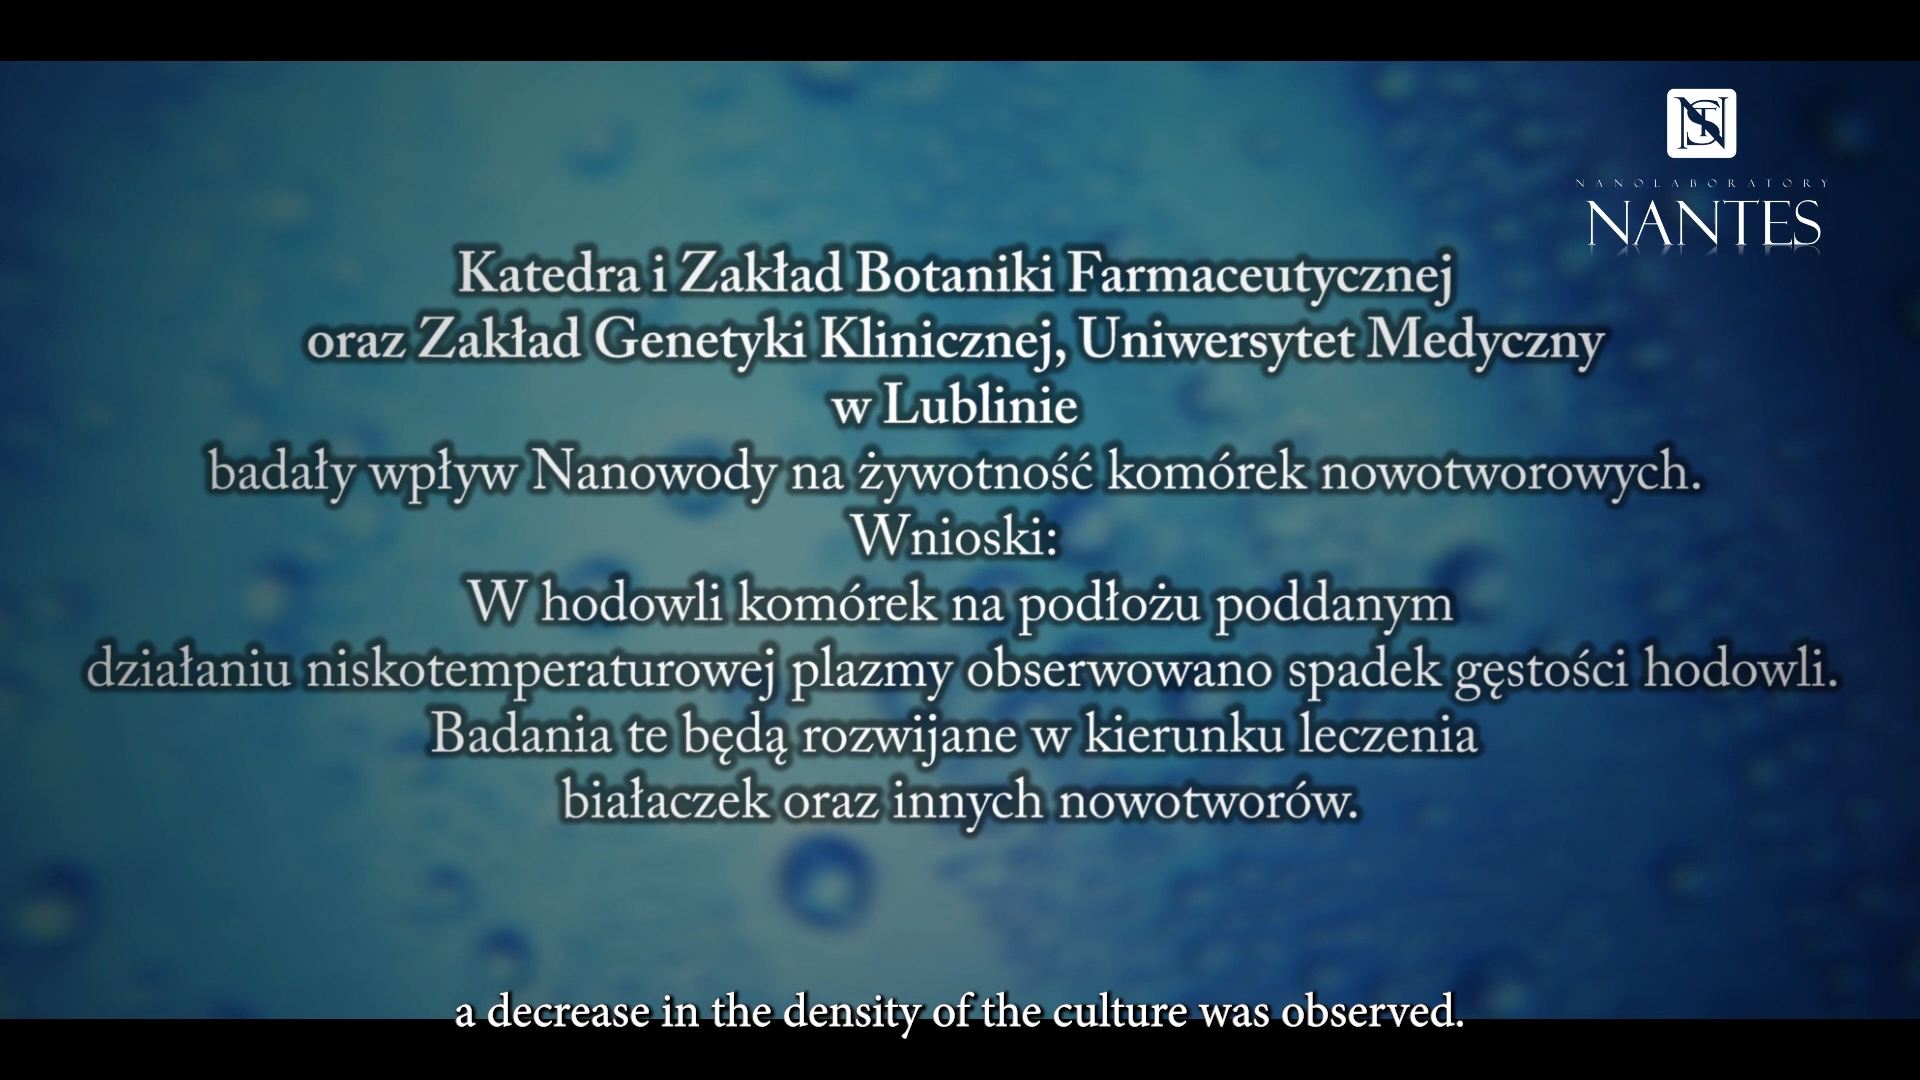 NTS
NANOLABORATORY
NANTES
Katedra i Zakład Botaniki Farmaceutycznej
oraz Zakład Genetyki Klinicznej, Uniwersytet Medyczny
w Lublinie
badały wpływ Nanowody na żywotność komórek nowotworowych.
Wnioski:
W hodowli komórek na podłożu poddanym
działaniu niskotemperaturowej plazmy obserwowano spadek gęstości hodowli.
Badania te będą rozwijane w kierunku leczenia
białaczek oraz innych nowotworów.
a decrease in the density of the culture was observed.